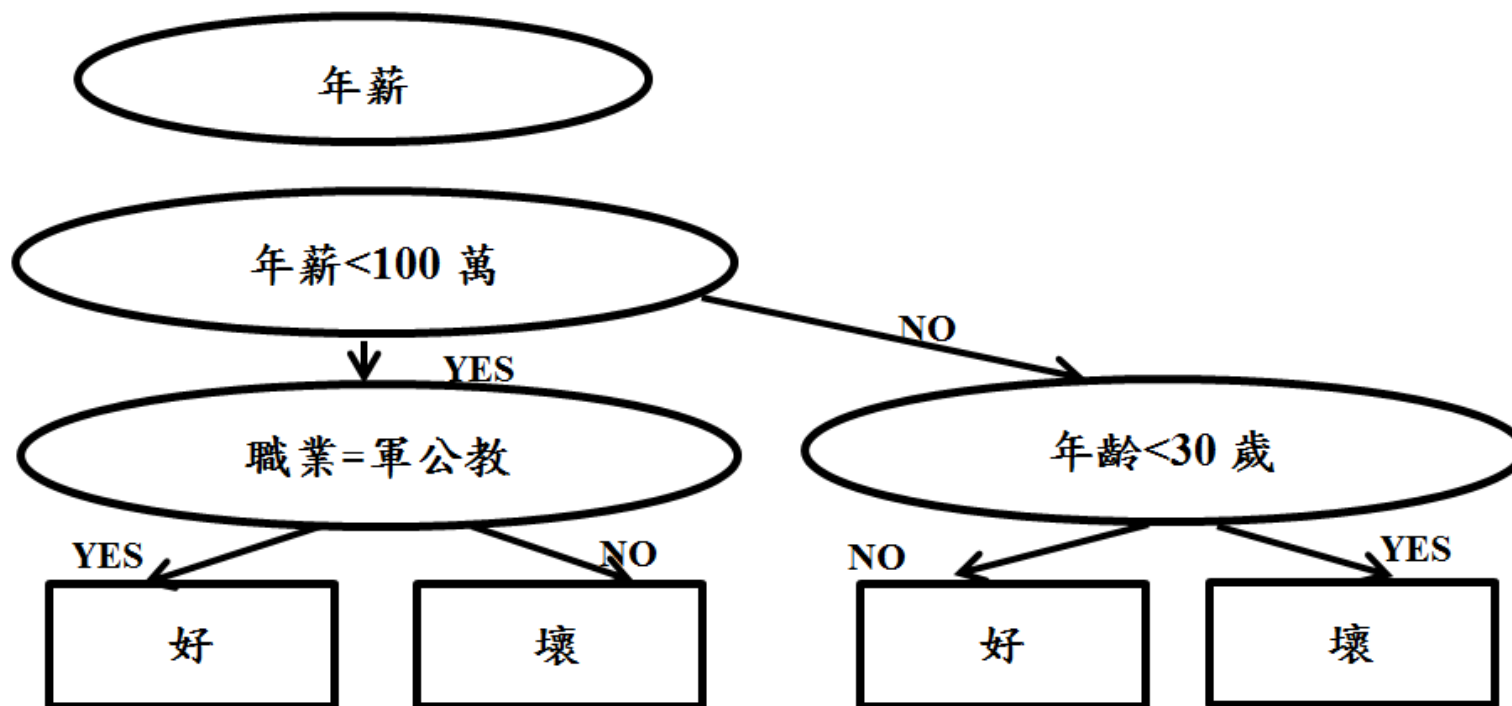 年薪
年薪<100 萬
NO
YES
職業=軍公教
年齡<30 歲
YES
NO
NO
YES
好
壞
好
壞